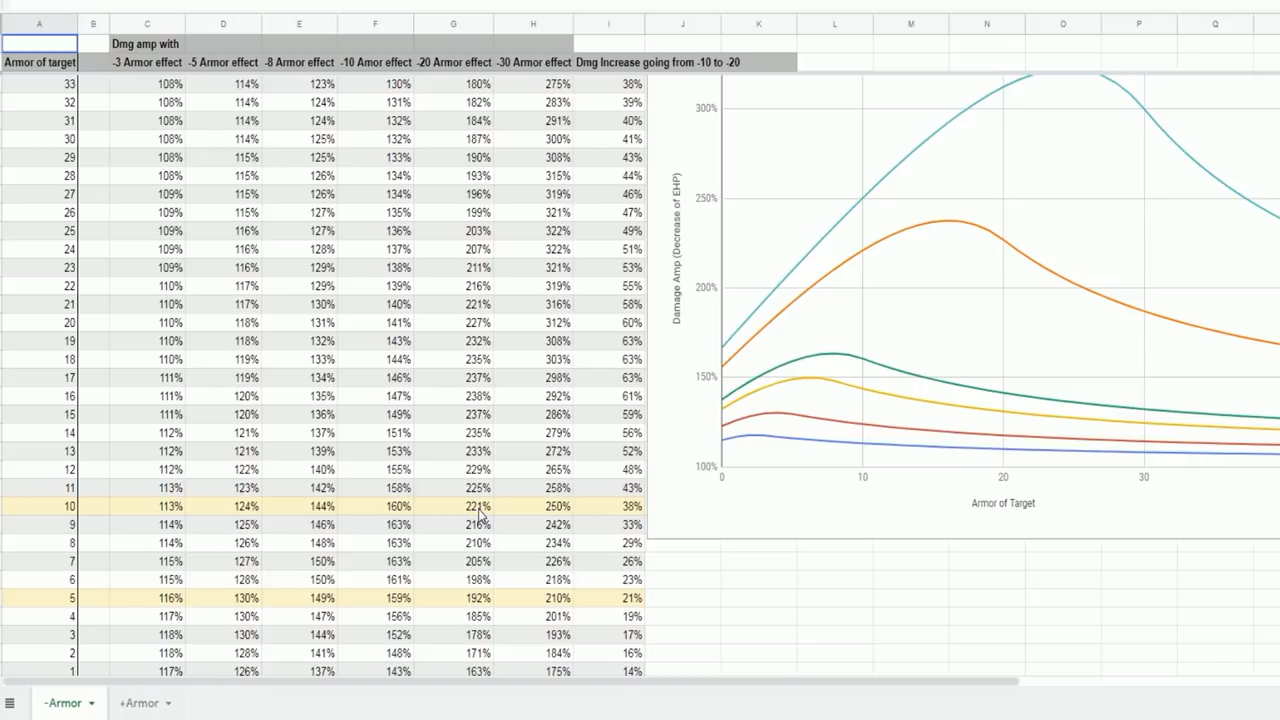 A B C D E F G H I J K L M N O P Q
Dmg amp with
Armor of target -3 Armor effect -5 Armor effect -8 Armor effect -10 Amor effect -20 Armor effect -30 Armor effect Dmg Increase going from -10 to -20
33 108% 114% 123% 130% 180% 275% 38%
32 108% 114% 124% 131% 182% 283% 39%
31 108% 114% 124% 132% 184% 291% 40%
30 108% 114% 125% 132% 187% 300% 41%
29 108% 115% 125% 133% 190% 308% 43%
28 108% 115% 126% 134% 193% 315% 44%
27 109% 115% 126% 134% 196% 319% 46%
26 109% 115% 127% 135% 199% 321% 47%
25 109% 116% 127% 136% 203% 322% 49%
24 109% 116% 128% 137% 207% 322% 51%
23 109% 116% 129% 138% 211% 321% 53%
22 110% 117% 129% 139% 216% 319% 55%
21 110% 117% 130% 140% 221% 316% 58%
20 110% 118% 131% 141% 227% 312% 60%
19 110% 118% 132% 143% 232% 308% 63%
18 110% 119% 133% 144% 235% 303% 63%
17 111% 119% 134% 146% 237% 298% 63%
16 111% 120% 135% 147% 238% 292% 61%
15 111% 120% 136% 149% 237% 286% 59%
14 112% 121% 137% 151% 235% 279% 56%
13 112% 121% 139% 153% 233% 272% 52%
12 112% 122% 140% 155% 229% 265% 48%
11 113% 123% 142% 158% 225% 258% 43%
10 113% 124% 144% 160% 221% 250% 38%
9 114% 125% 146% 163% 216% 242% 33%
8 114% 126% 148% 163% 210% 234% 29%
7 115% 127% 150% 163% 205% 226% 26%
6 115% 128% 150% 161% 198% 218% 23%
5 116% 130% 149% 159% 192% 210% 21%
4 117% 130% 147% 156% 185% 201% 19%
3 118% 130% 144% 152% 178% 193% 17%
2 118% 128% 141% 148% 171% 184% 16%
1 117% 126% 137% 143% 163% 175% 14%
Damage Amp (Decrease of EHP)
300%
250%
200%
150%
100%
0 10 20 30
Armor of Target
-Armor +Armor